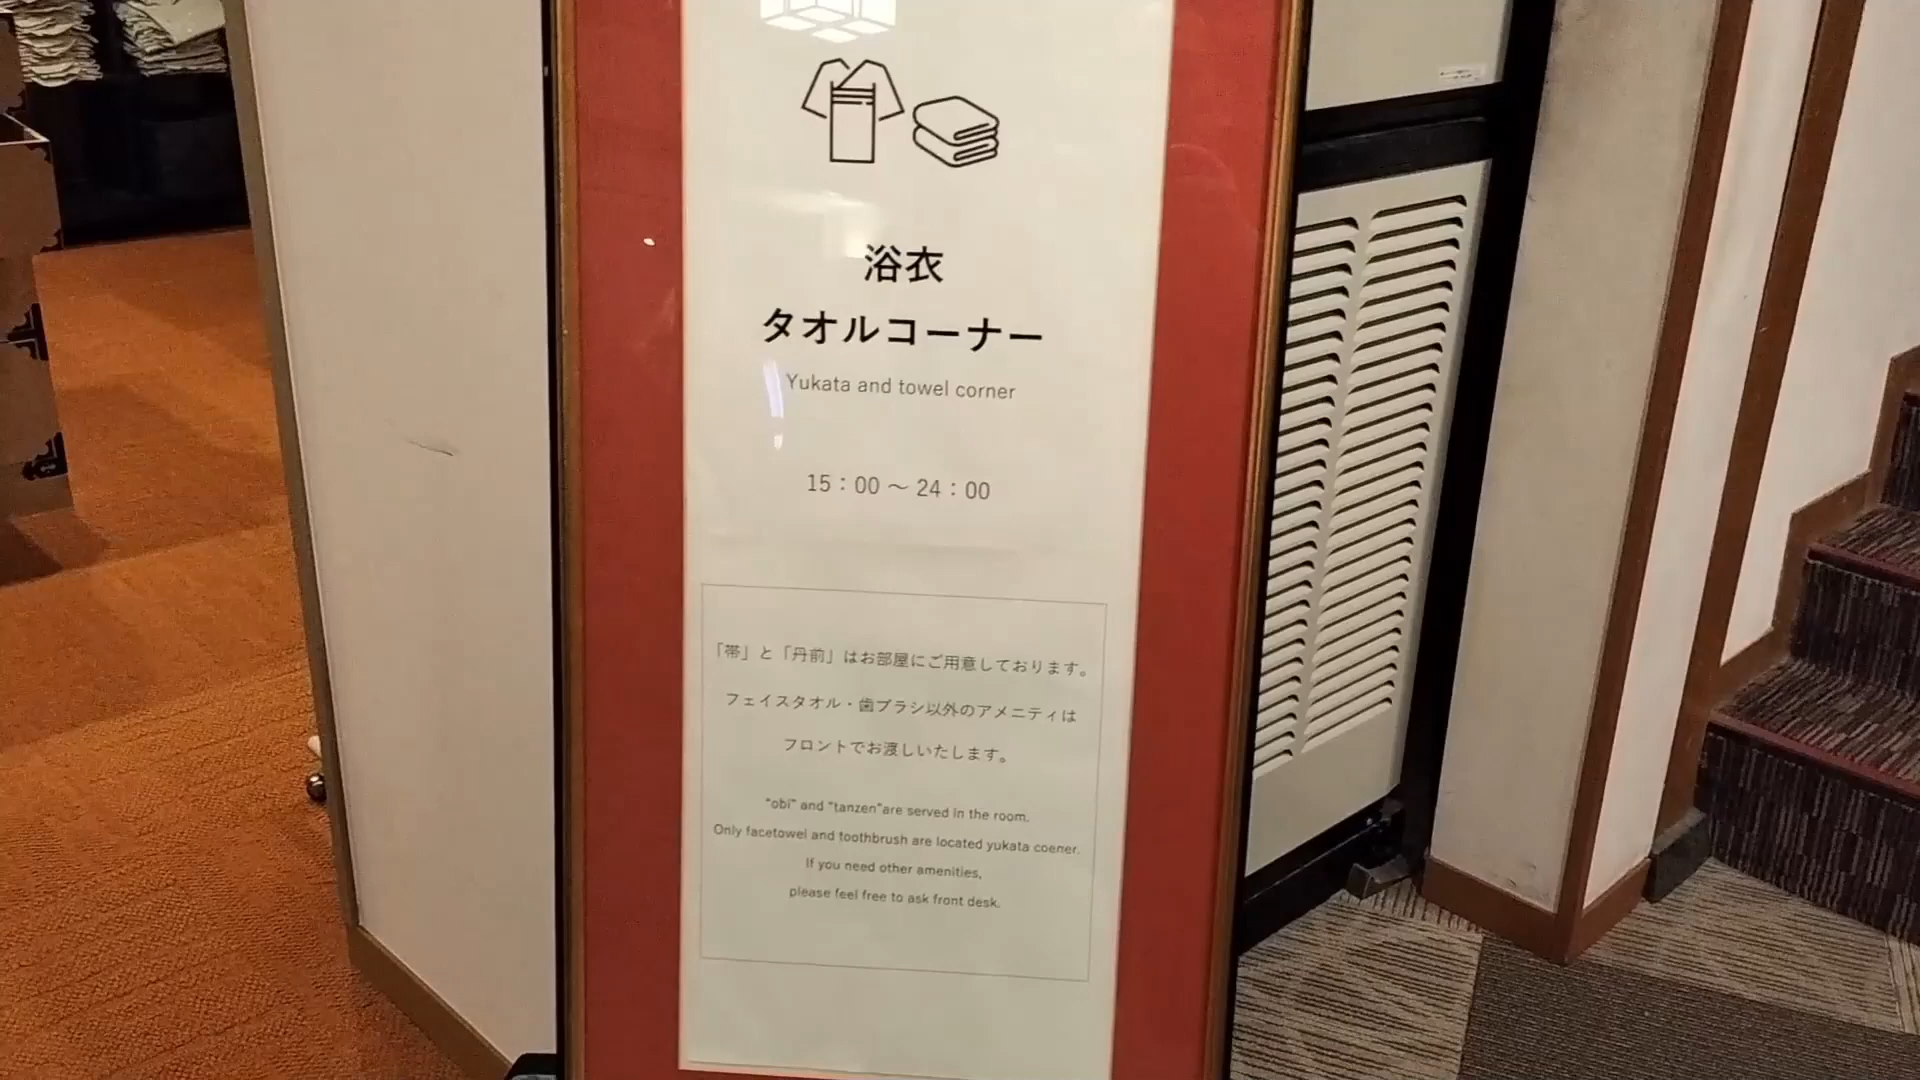 浴衣
タオルコーナー
Yukata and towel corner
15：00 ～ 24：00
「帯」と「丹前」はお部屋にご用意しております。
フェイスタオル・歯ブラシ以外のアメニティは
フロントでお渡しいたします。
"obi" and "tanzen"are served in the room.
Only facetowel and toothbrush are located yukata coener.
If you need other amenities,
please feel free to ask front desk.